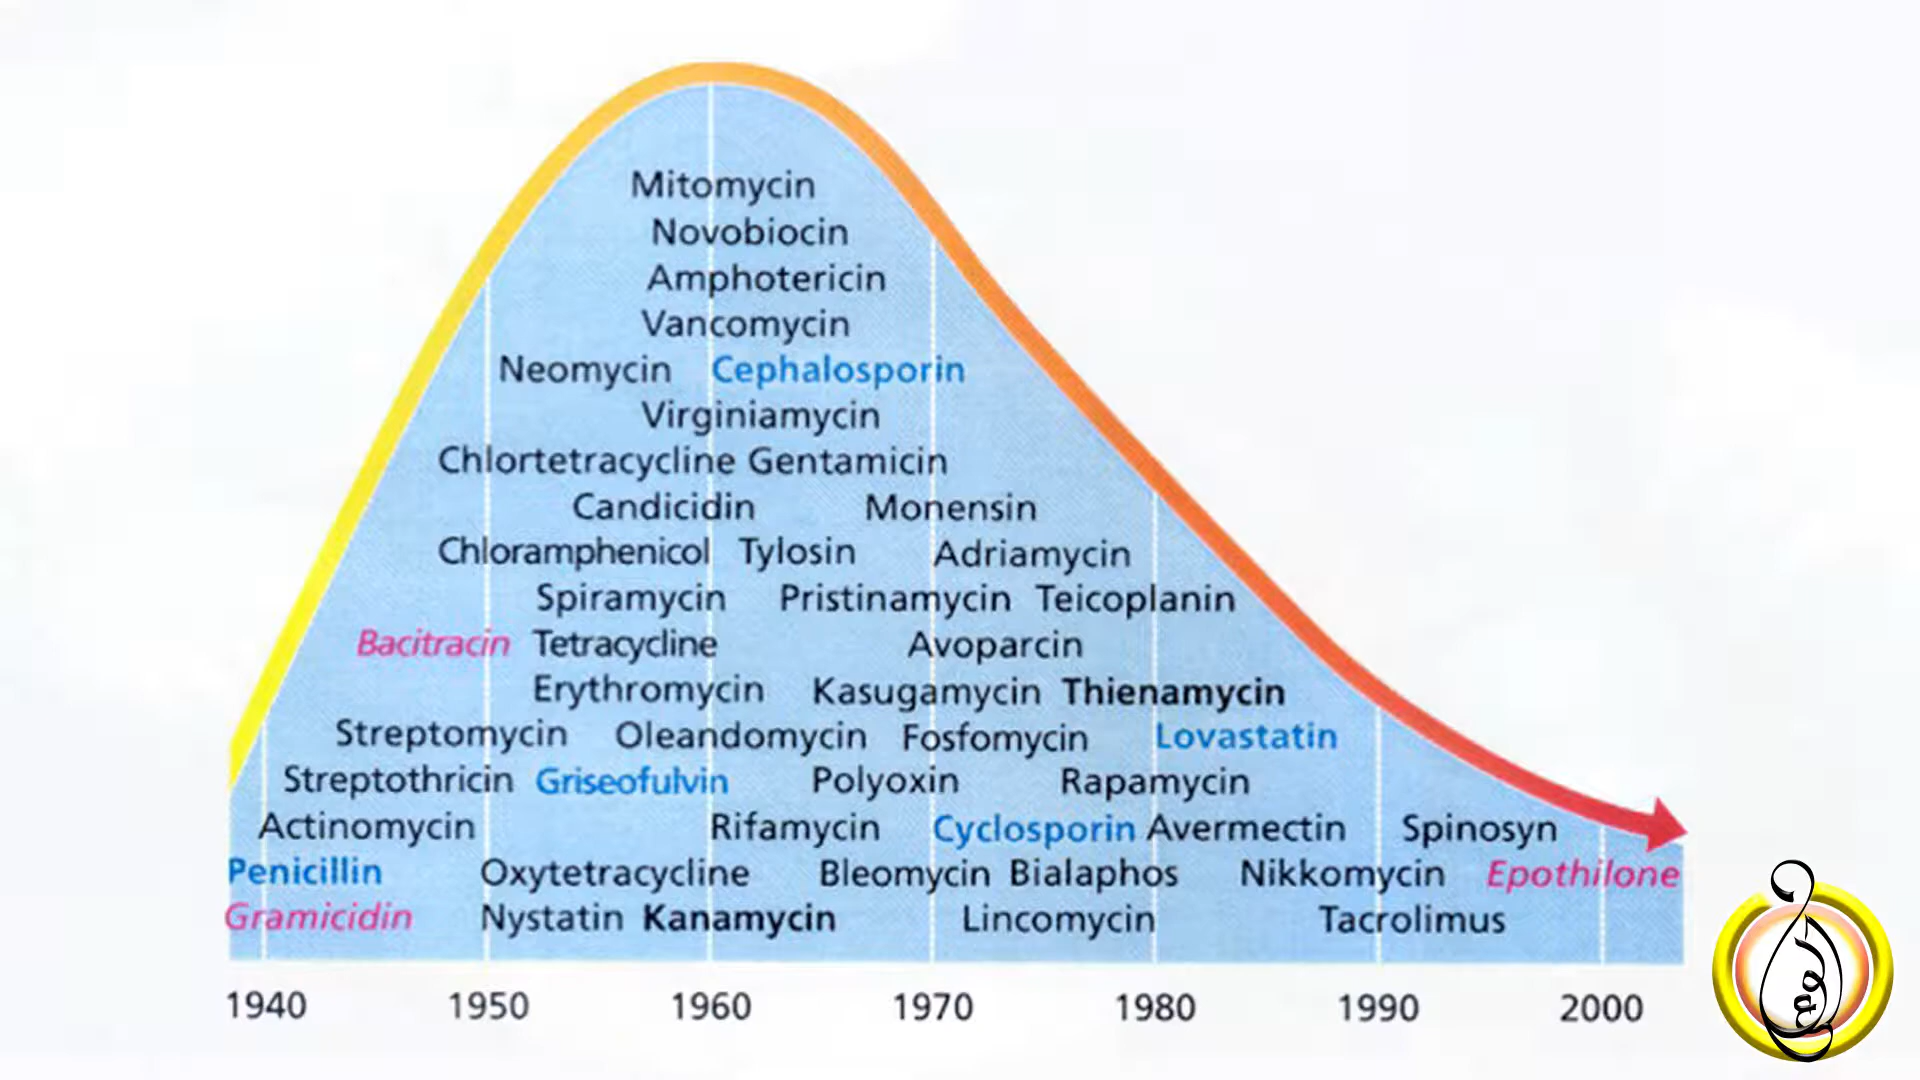 Mitomycin
Novobiocin
Amphotericin
Vancomycin
Neomycin Cephalosporin
Virginiamycin
Chlortetracycline Gentamicin
Candicidin Monensin
Chloramphenicol Tylosin Adriamycin
Spiramycin Pristinamycin Teicoplanin
Bacitracin Tetracycline Avoparcin
Erythromycin Kasugamycin Thienamycin
Streptomycin Oleandomycin Fosfomycin Lovastatin
Streptothricin Griseofulvin Polyoxin Rapamycin
Actinomycin Rifamycin Cyclosporin Avermectin Spinosyn
Penicillin Oxytetracycline Bleomycin Bialaphos Nikkomycin Epothilone
Gramicidin Nystatin Kanamycin Lincomycin Tacrolimus
1940 1950 1960 1970 1980 1990 2000